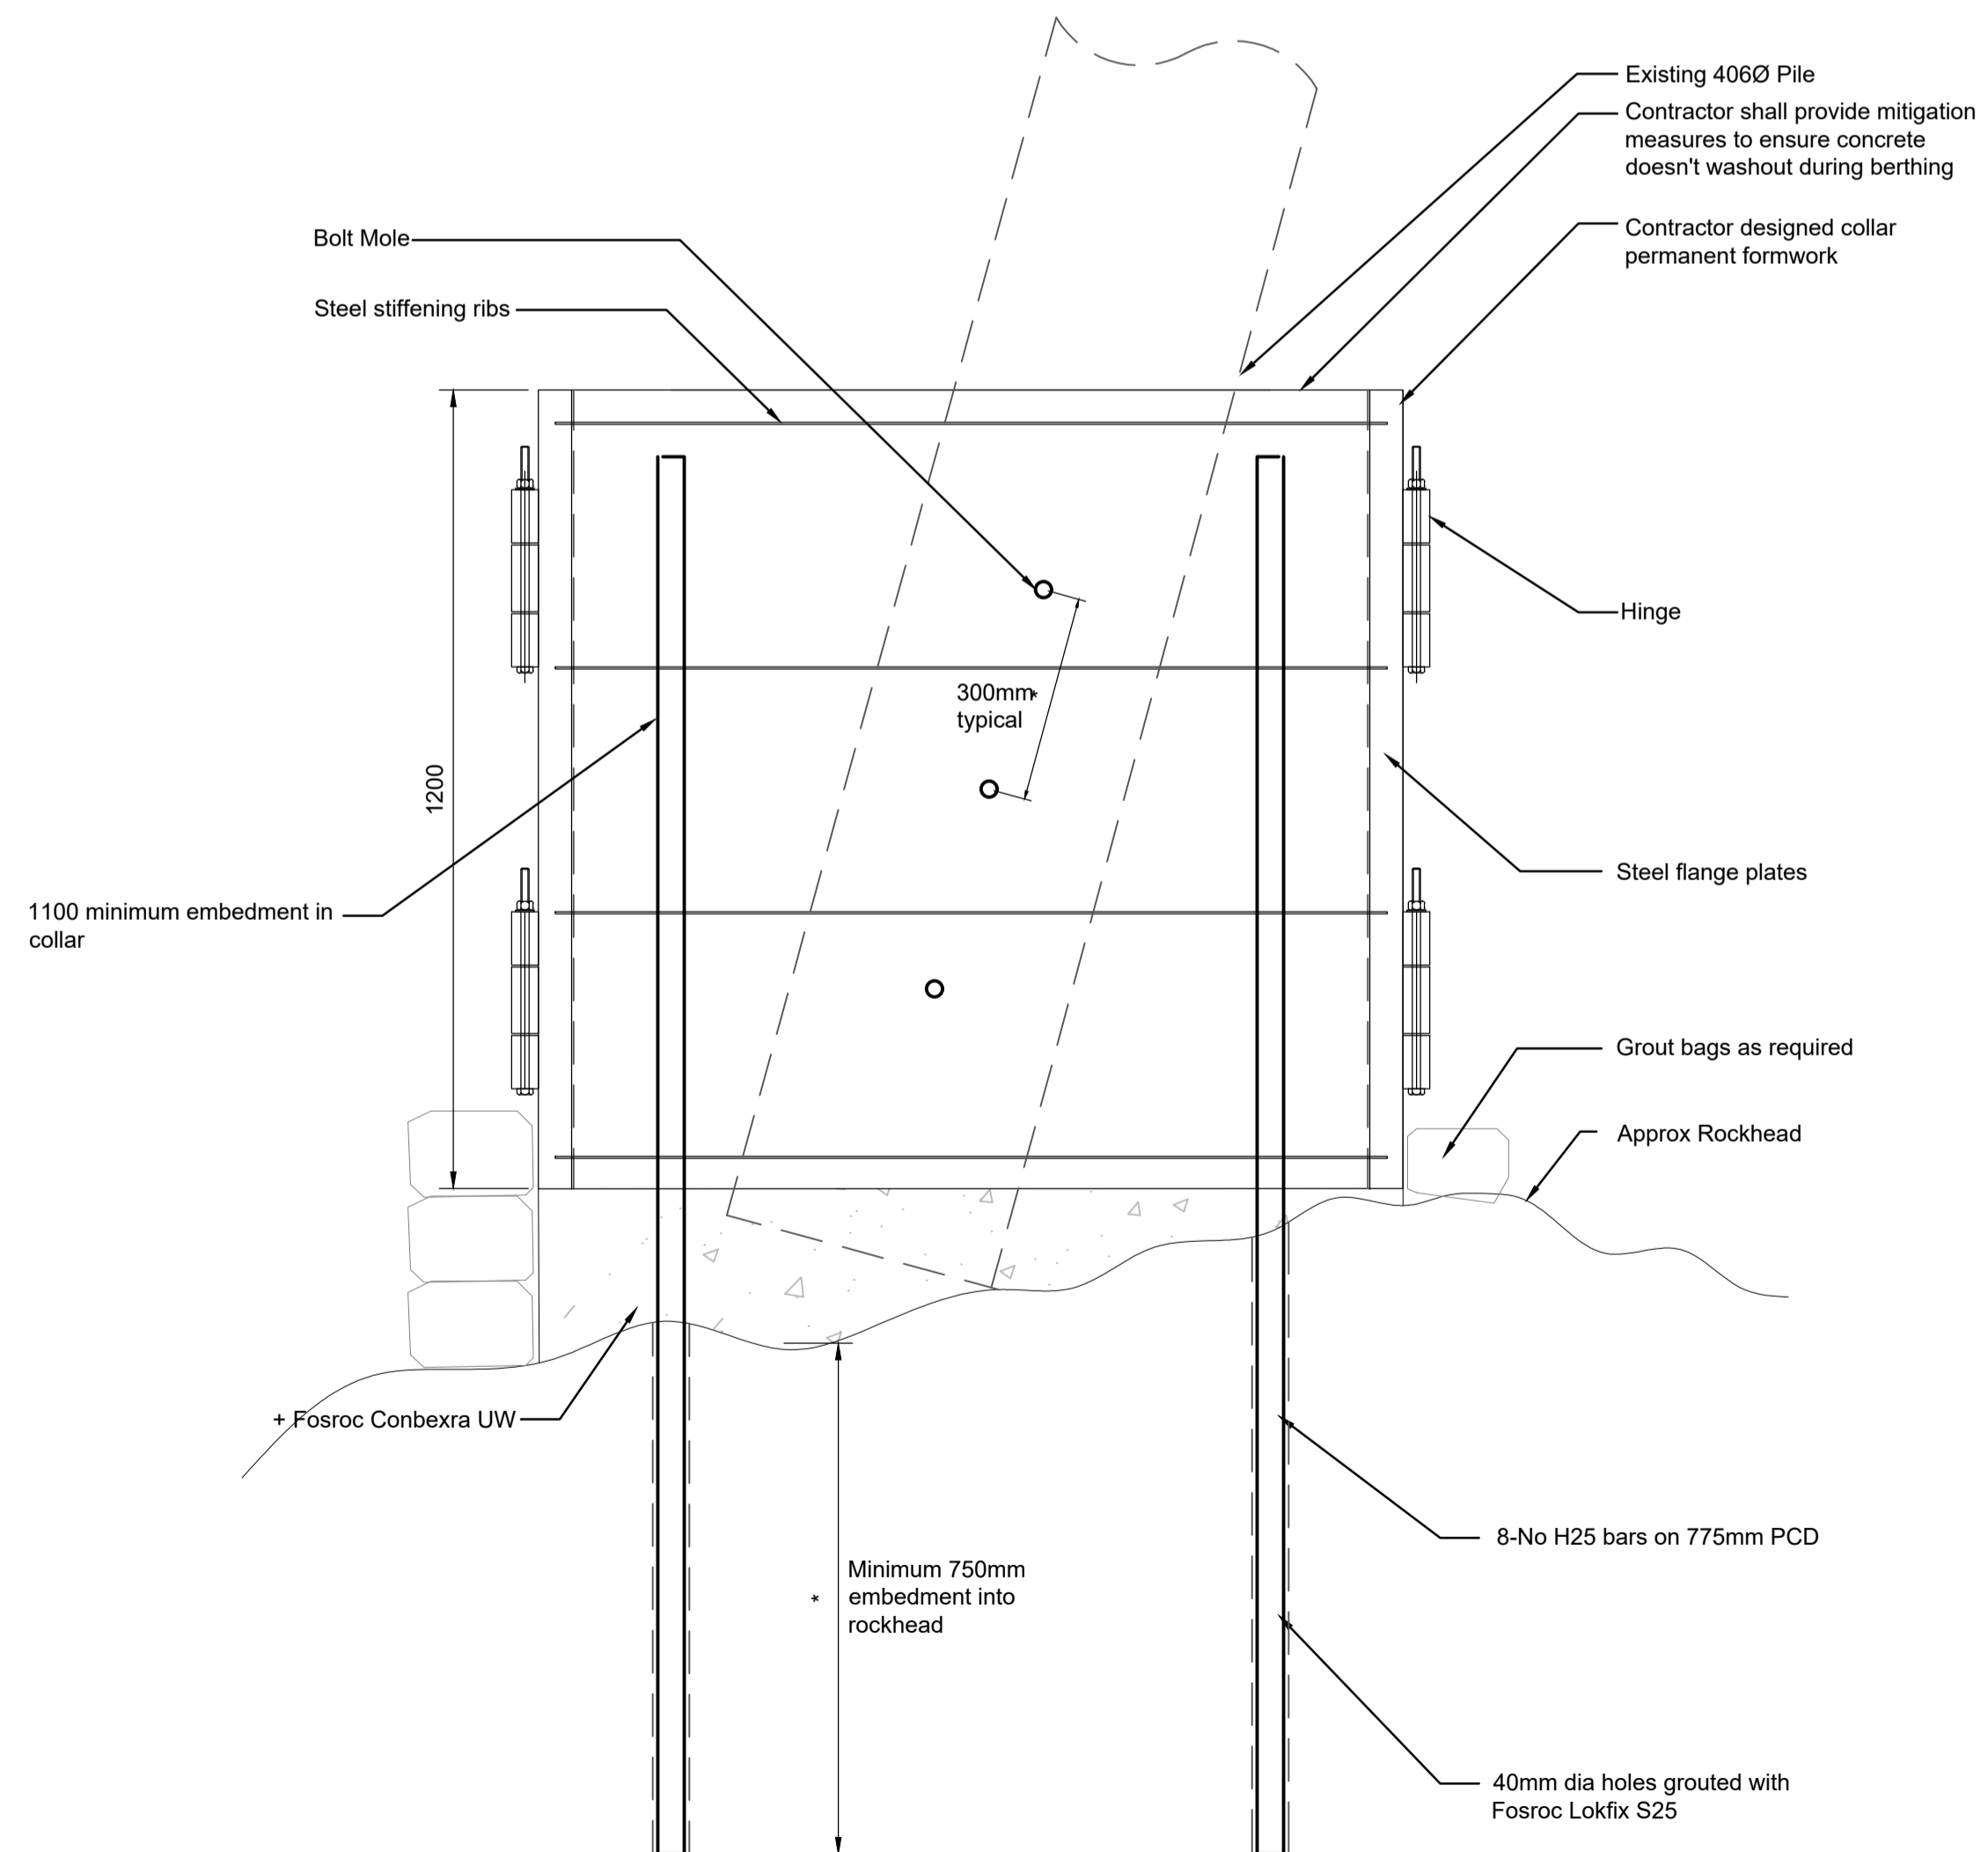 Existing 406Ø Pile
Contractor shall provide mitigation
measures to ensure concrete
doesn't washout during berthing
Contractor designed collar
permanent formwork
Bolt Mole
Steel stiffening ribs
Hinge
300mm*
typical
1200
Steel flange plates
1100 minimum embedment in
collar
Grout bags as required
Approx Rockhead
+ Fosroc Conbexra UW
8-No H25 bars on 775mm PCD
Minimum 750mm
* embedment into
rockhead
40mm dia holes grouted with
Fosroc Lokfix S25